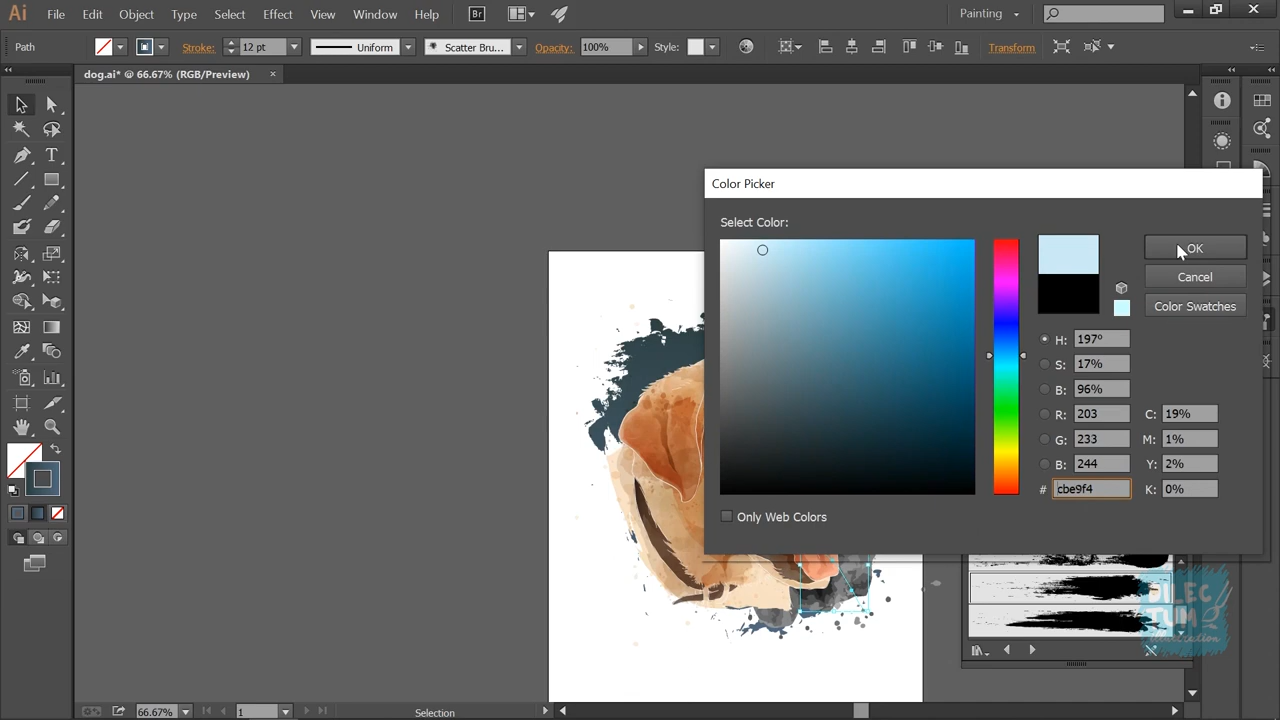 Ai File Edit Object Type Select Effect View Window Help Br Painting
Path Stroke: 12 pt Uniform Scatter Bru... Opacity: 100% Style: Transform
dog.ai* @ 66.67% (RGB/Preview) ×
Color Picker
Select Color:
OK
Cancel
Color Swatches
H: 197°
S: 17%
B: 96%
R: 203 C: 19%
G: 233 M: 1%
B: 244 Y: 2%
# cbe9f4 K: 0%
Only Web Colors
DILEC
TUM
66.67% 1 Selection